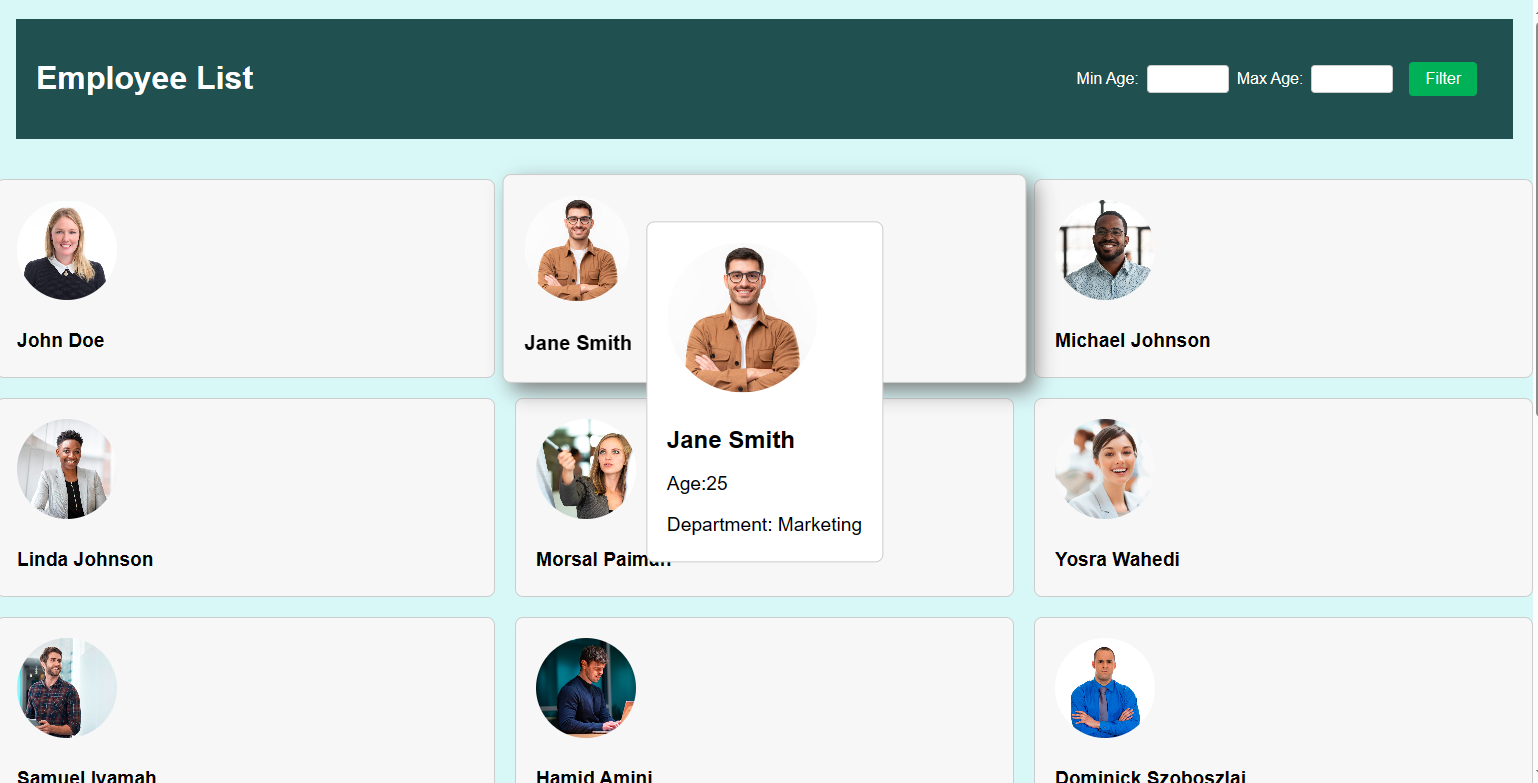 Employee List
Min Age:
Max Age:
Filter
John Doe
Jane Smith
Michael Johnson
Jane Smith
Age:25
Department: Marketing
Linda Johnson
Morsal Paiman
Yosra Wahedi
Samuel Iyamah
Hamid Amini
Dominick Szoboszlai